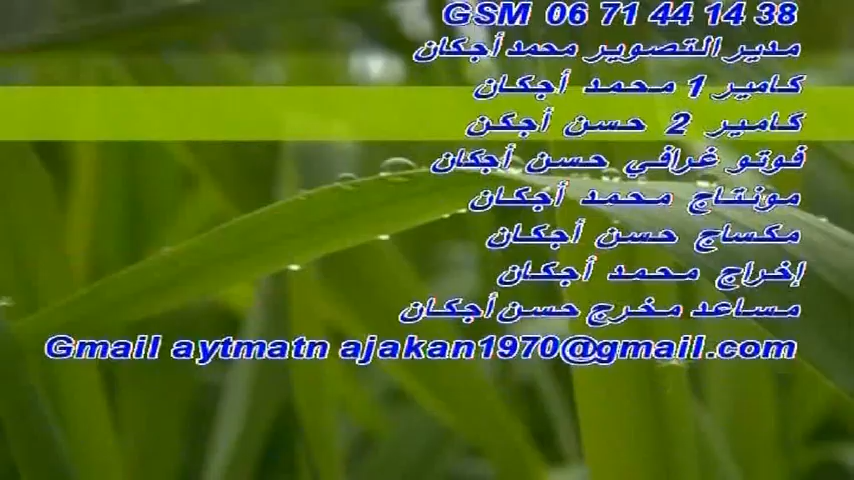 GSM 06 71 44 14 38
مدير التصوير محمد أجكان
كامير 1 محمد أجكان
كامير 2 حسن أجكن
فوتو غرافي حسن أجكان
مونتاج محمد أجكان
مكساج حسن أجكان
إخراج محمد أجكان
مساعد مخرج حسن أجكان
Gmail aytmatn ajakan1970@gmail.com